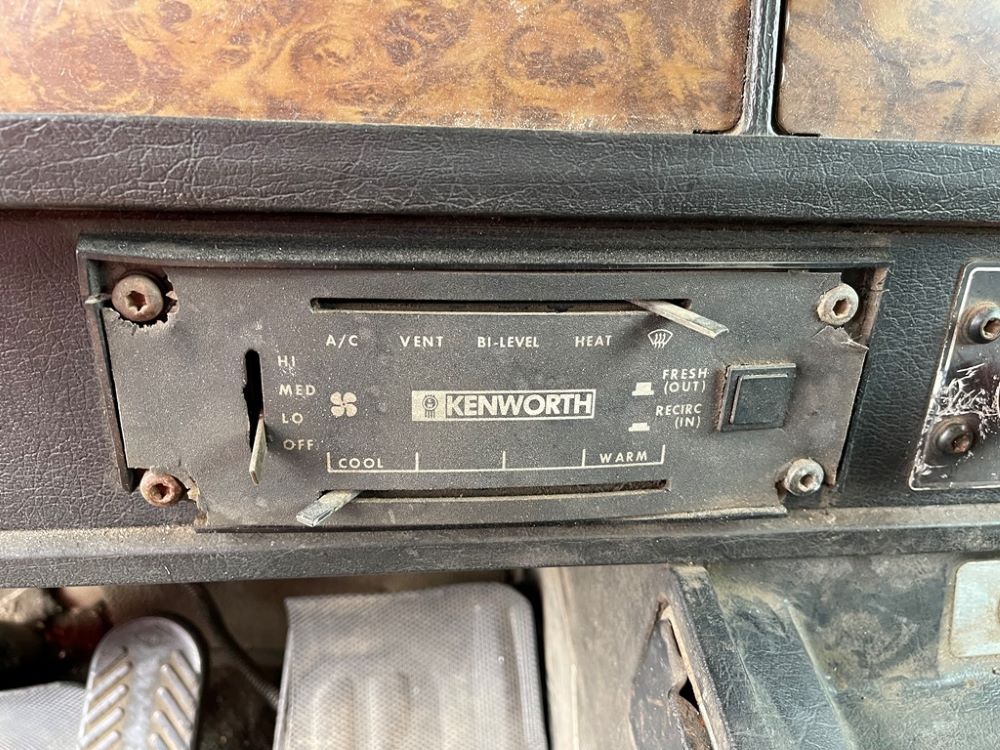 A/C VENT BI-LEVEL HEAT
HI
MED
LO
OFF
KENWORTH
FRESH
(OUT)
RECIRC
(IN)
COOL WARM